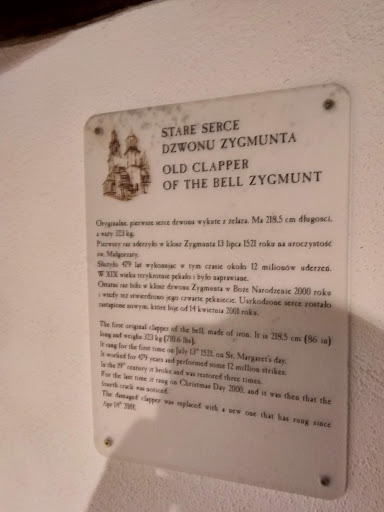 STARE SERCE
DZWONU ZYGMUNTA
OLD CLAPPER
OF THE BELL ZYGMUNT
Oryginalne, pierwsze serce dzwonu wykute z żelaza. Ma 218,5 cm długości,
a waży 323 kg.
Pierwszy raz uderzyło w klosz Zygmunta 13 lipca 1521 roku na uroczystość
św. Małgorzaty.
Służyło 479 lat wykonując w tym czasie około 12 milionów uderzeń.
W XIX wieku trzykrotnie pękało i było naprawiane.
Ostatni raz biło w klosz dzwonu Zygmunta w Boże Narodzenie 2000 roku
i wtedy też stwierdzono jego czwarte pęknięcie. Uszkodzone serce zostało
zastąpione nowym, które bije od 14 kwietnia 2001 roku.
The first original clapper of the bell, made of iron. It is 218,5 cm (86 in)
long and weighs 323 kg (710.6 lbs).
It rang for the first time on July 13th 1521, on St. Margaret's day.
It worked for 479 years and performed some 12 million strikes.
In the 19th century it broke and was restored three times.
For the last time it rang on Christmas Day 2000, and it was then that the
fourth crack was noticed.
The damaged clapper was replaced with a new one that has rung since
Apr 14th 2001.